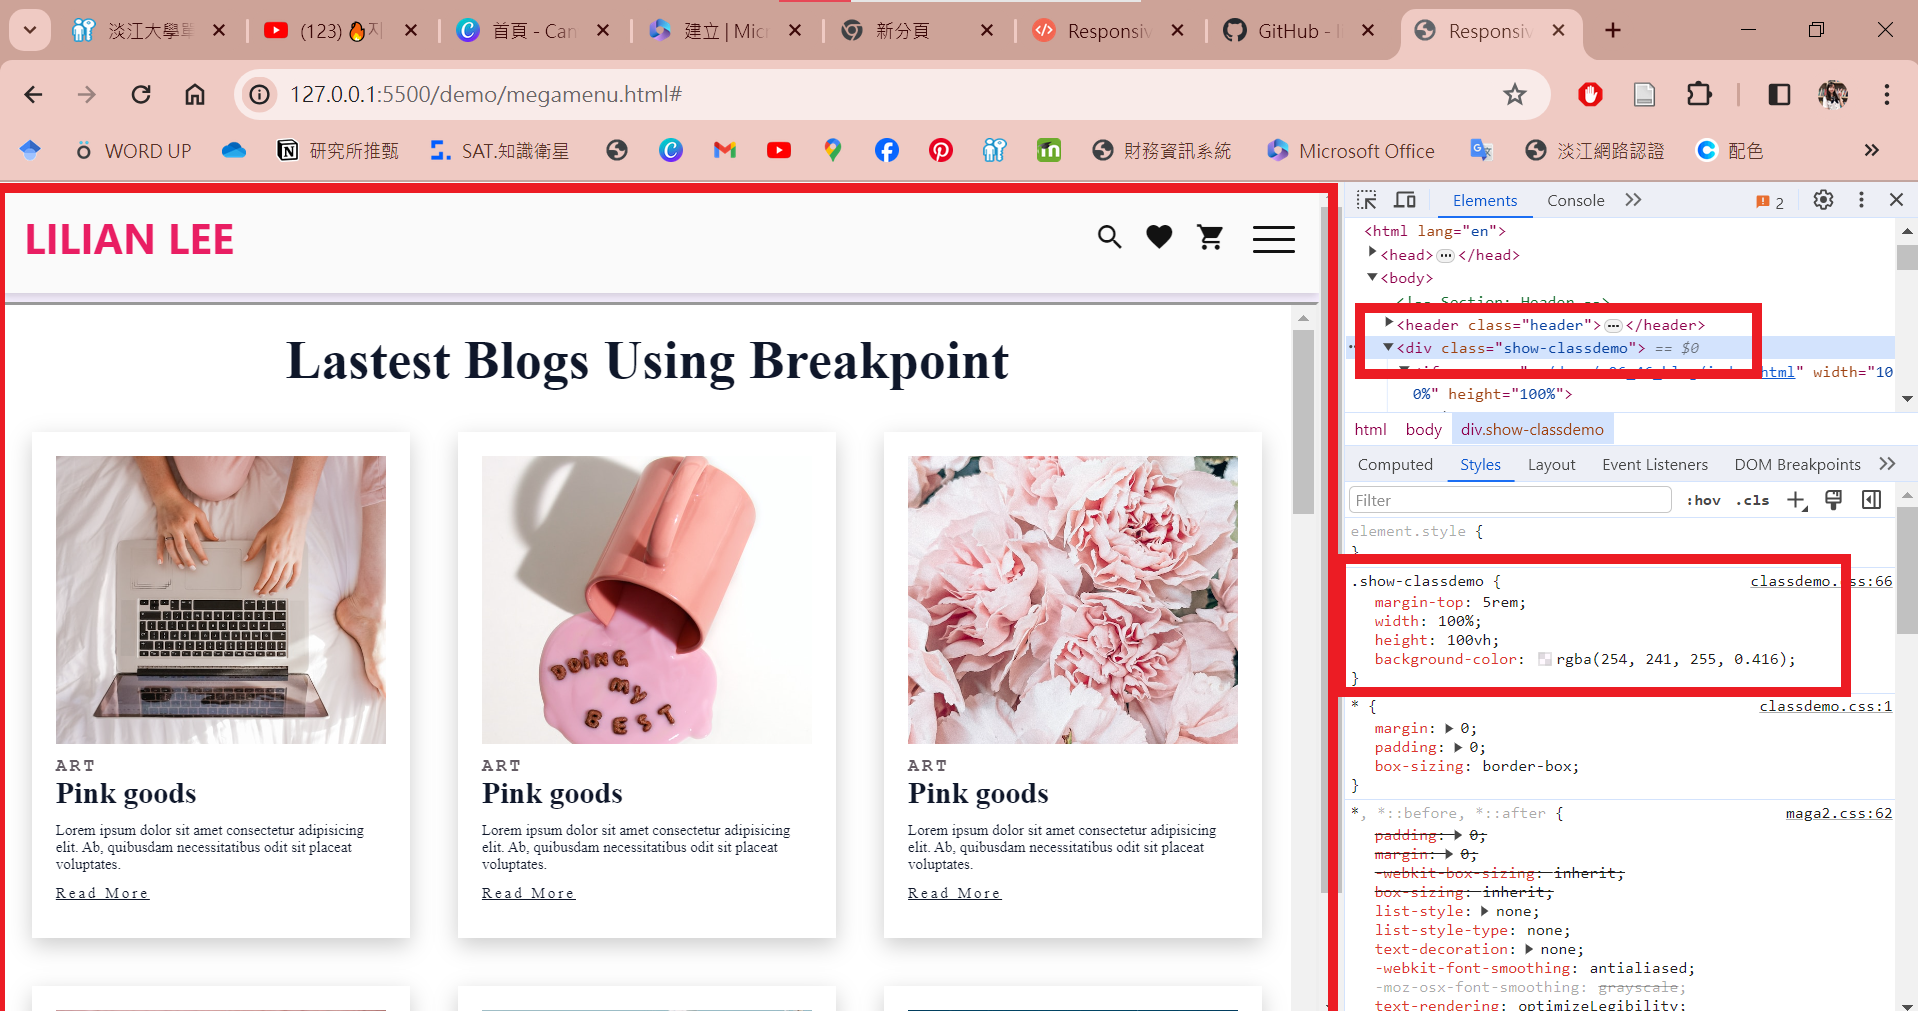 淡江大學單
(123) 🔥지
首頁 - Can
建立 | Mic
新分頁
Responsiv
GitHub - l
Responsiv
127.0.0.1:5500/demo/megamenu.html#
WORD UP
研究所推甄
SAT.知識衛星
財務資訊系統
Microsoft Office
淡江網路認證
配色
LILIAN LEE
Lastest Blogs Using Breakpoint
DOiNG
my
BEST
ART
Pink goods
Lorem ipsum dolor sit amet consectetur adipisicing
elit. Ab, quibusdam necessitatibus odit sit placeat
voluptates.
Read More
ART
Pink goods
Lorem ipsum dolor sit amet consectetur adipisicing
elit. Ab, quibusdam necessitatibus odit sit placeat
voluptates.
Read More
ART
Pink goods
Lorem ipsum dolor sit amet consectetur adipisicing
elit. Ab, quibusdam necessitatibus odit sit placeat
voluptates.
Read More
Elements Console 2
<html lang="en">
<head> ⋯ </head>
<body>
<!-- Section: Header -->
<header class="header"> ⋯ </header>
<div class="show-classdemo"> == $0
html" width="10
0%" height="100%">
html body div.show-classdemo
Computed Styles Layout Event Listeners DOM Breakpoints
Filter :hov .cls
element.style {
}
.show-classdemo { classdemo.css:66
margin-top: 5rem;
width: 100%;
height: 100vh;
background-color: rgba(254, 241, 255, 0.416);
}
* { classdemo.css:1
margin: 0;
padding: 0;
box-sizing: border-box;
}
*, *::before, *::after { maga2.css:62
padding: 0;
margin: 0;
-webkit-box-sizing: inherit;
box-sizing: inherit;
list-style: none;
list-style-type: none;
text-decoration: none;
-webkit-font-smoothing: antialiased;
-moz-osx-font-smoothing: grayscale;
text-rendering: optimizeLegibility;